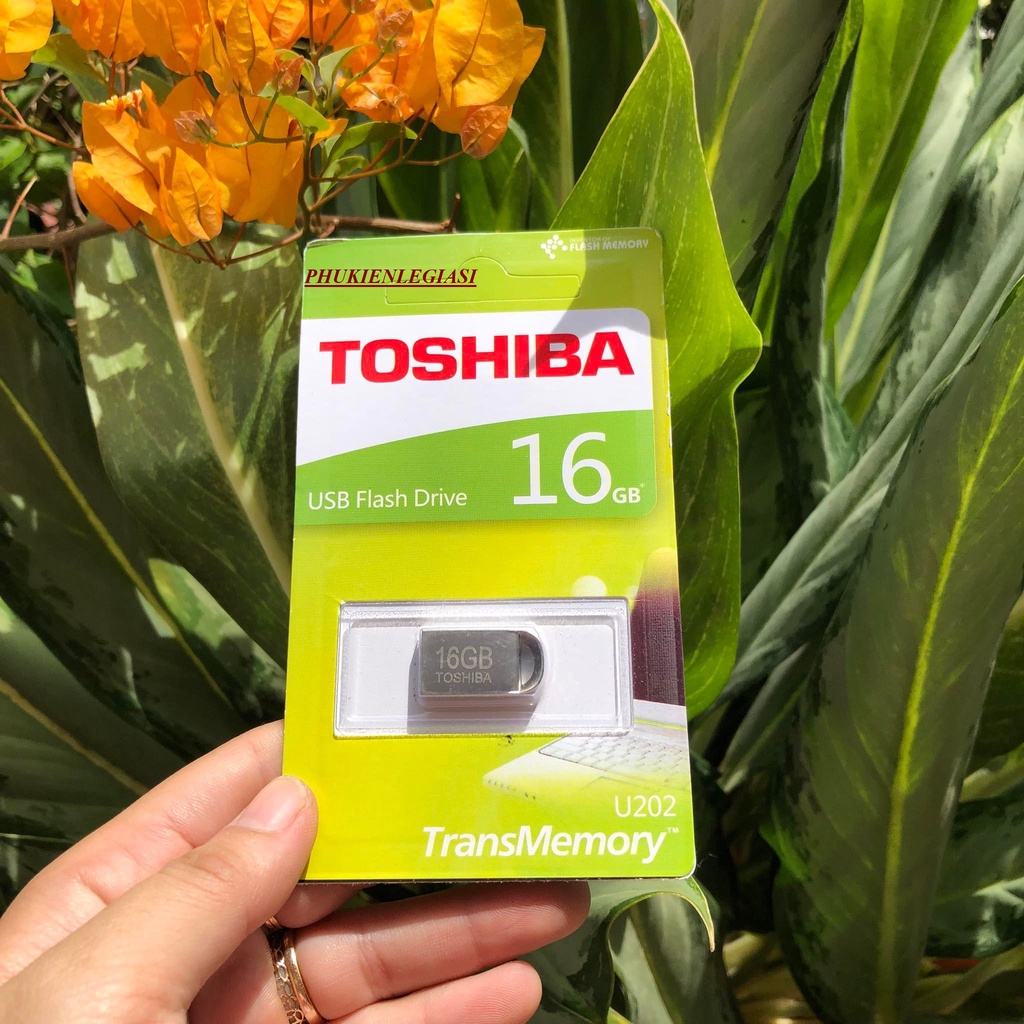 FLASH MEMORY
PHUKIENLEGIASI
TOSHIBA
USB Flash Drive
16GB
16GB
TOSHIBA
U202
TransMemory™